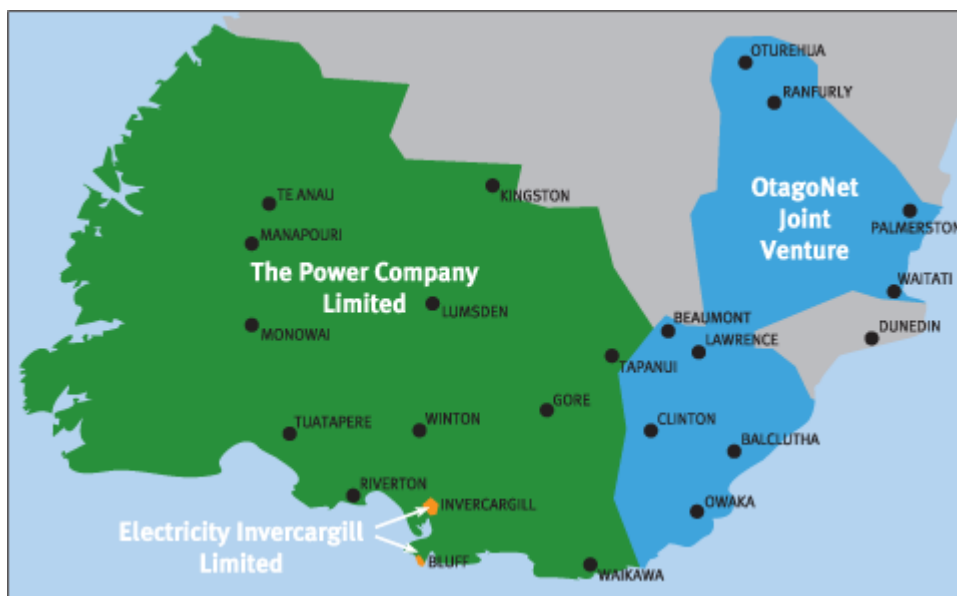 OTUREHUA
RANFURLY
OtagoNet
Joint
Venture
TE ANAU
KINGSTON
PALMERSTON
MANAPOURI
The Power Company
Limited
WAITATI
LUMSDEN
MONOWAI
BEAUMONT
DUNEDIN
LAWRENCE
TAPANUI
GORE
TUATAPERE
WINTON
CLINTON
BALCLUTHA
RIVERTON
INVERCARGILL
OWAKA
Electricity Invercargill
Limited
BLUFF
WAIKAWA